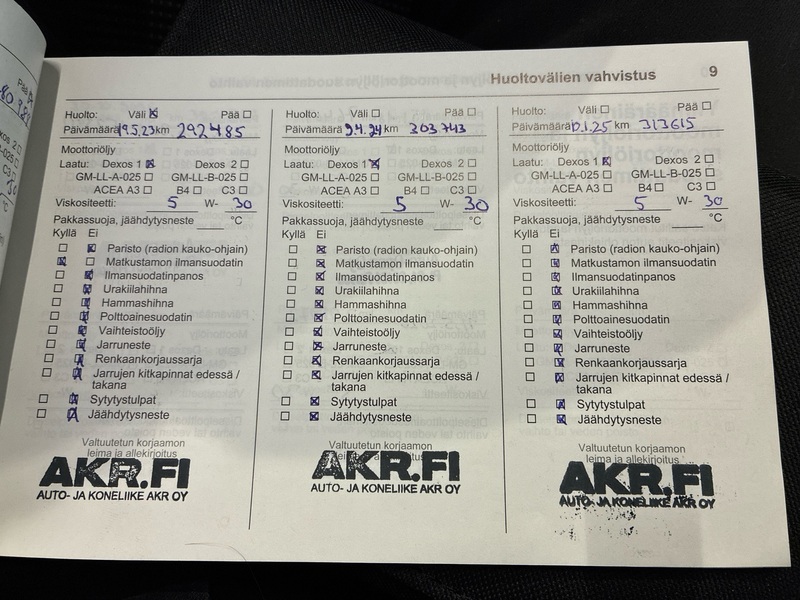 Huoltovälien vahvistus 9
Huolto: Väli ☒ Pää ☐
Päivämäärä 19.5.23 km 292485
Moottoriöljy
Laatu: Dexos 1 ☒ Dexos 2 ☐
GM-LL-A-025 ☐ GM-LL-B-025 ☐
ACEA A3 ☐ B4 ☐ C3 ☐
Viskositeetti: 5 W- 30
Pakkassuoja, jäähdytysneste °C
Kyllä Ei
☐ ☒ Paristo (radion kauko-ohjain)
☒ ☐ Matkustamon ilmansuodatin
☐ ☒ Ilmansuodatinpanos
☐ ☒ Urakiilahihna
☐ ☒ Hammashihna
☐ ☒ Polttoainesuodatin
☐ ☒ Vaihteistoöljy
☐ ☒ Jarruneste
☐ ☒ Renkaankorjaussarja
☐ ☒ Jarrujen kitkapinnat edessä /
takana
☐ ☒ Sytytystulpat
☐ ☒ Jäähdytysneste
Valtuutetun korjaamon
leima ja allekirjoitus
AKR.FI
AUTO- JA KONELIIKE AKR OY
Huolto: Väli ☐ Pää ☐
Päivämäärä 9.4.24 km 303743
Moottoriöljy
Laatu: Dexos 1 ☒ Dexos 2 ☐
GM-LL-A-025 ☐ GM-LL-B-025 ☐
ACEA A3 ☐ B4 ☐ C3 ☐
Viskositeetti: 5 W- 30
Pakkassuoja, jäähdytysneste °C
Kyllä Ei
☐ ☒ Paristo (radion kauko-ohjain)
☐ ☒ Matkustamon ilmansuodatin
☐ ☒ Ilmansuodatinpanos
☐ ☒ Urakiilahihna
☐ ☒ Hammashihna
☐ ☒ Polttoainesuodatin
☐ ☒ Vaihteistoöljy
☐ ☒ Jarruneste
☐ ☒ Renkaankorjaussarja
☐ ☒ Jarrujen kitkapinnat edessä /
takana
☐ ☒ Sytytystulpat
☐ ☒ Jäähdytysneste
Valtuutetun korjaamon
leima ja allekirjoitus
AKR.FI
AUTO- JA KONELIIKE AKR OY
Huolto: Väli ☐ Pää ☐
Päivämäärä km 313615
Moottoriöljy
Laatu: Dexos 1 ☒ Dexos 2 ☐
GM-LL-A-025 ☐ GM-LL-B-025 ☐
ACEA A3 ☐ B4 ☐ C3 ☐
Viskositeetti: 5 W- 30
Pakkassuoja, jäähdytysneste °C
Kyllä Ei
☐ ☒ Paristo (radion kauko-ohjain)
☐ ☒ Matkustamon ilmansuodatin
☐ ☒ Ilmansuodatinpanos
☐ ☒ Urakiilahihna
☐ ☒ Hammashihna
☐ ☒ Polttoainesuodatin
☐ ☒ Vaihteistoöljy
☐ ☒ Jarruneste
☐ ☒ Renkaankorjaussarja
☐ ☒ Jarrujen kitkapinnat edessä /
takana
☐ ☒ Sytytystulpat
☐ ☒ Jäähdytysneste
Valtuutetun korjaamon
leima ja allekirjoitus
AKR.FI
AUTO- JA KONELIIKE AKR OY